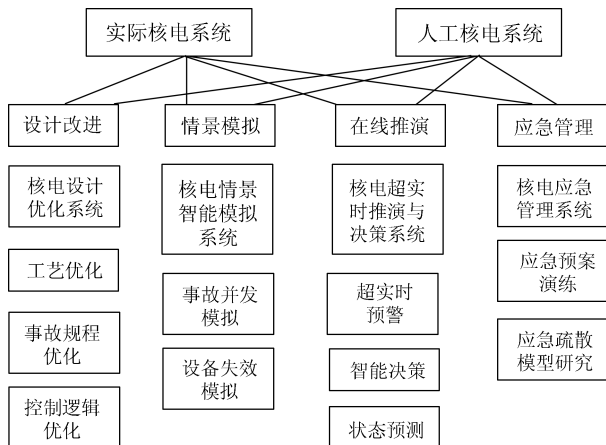 实际核电系统
人工核电系统
设计改进
情景模拟
在线推演
应急管理
核电设计
优化系统
工艺优化
事故规程
优化
控制逻辑
优化
核电情景
智能模拟
系统
事故并发
模拟
设备失效
模拟
核电超实
时推演与
决策系统
超实时
预警
智能决策
状态预测
核电应急
管理系统
应急预案
演练
应急疏散
模型研究